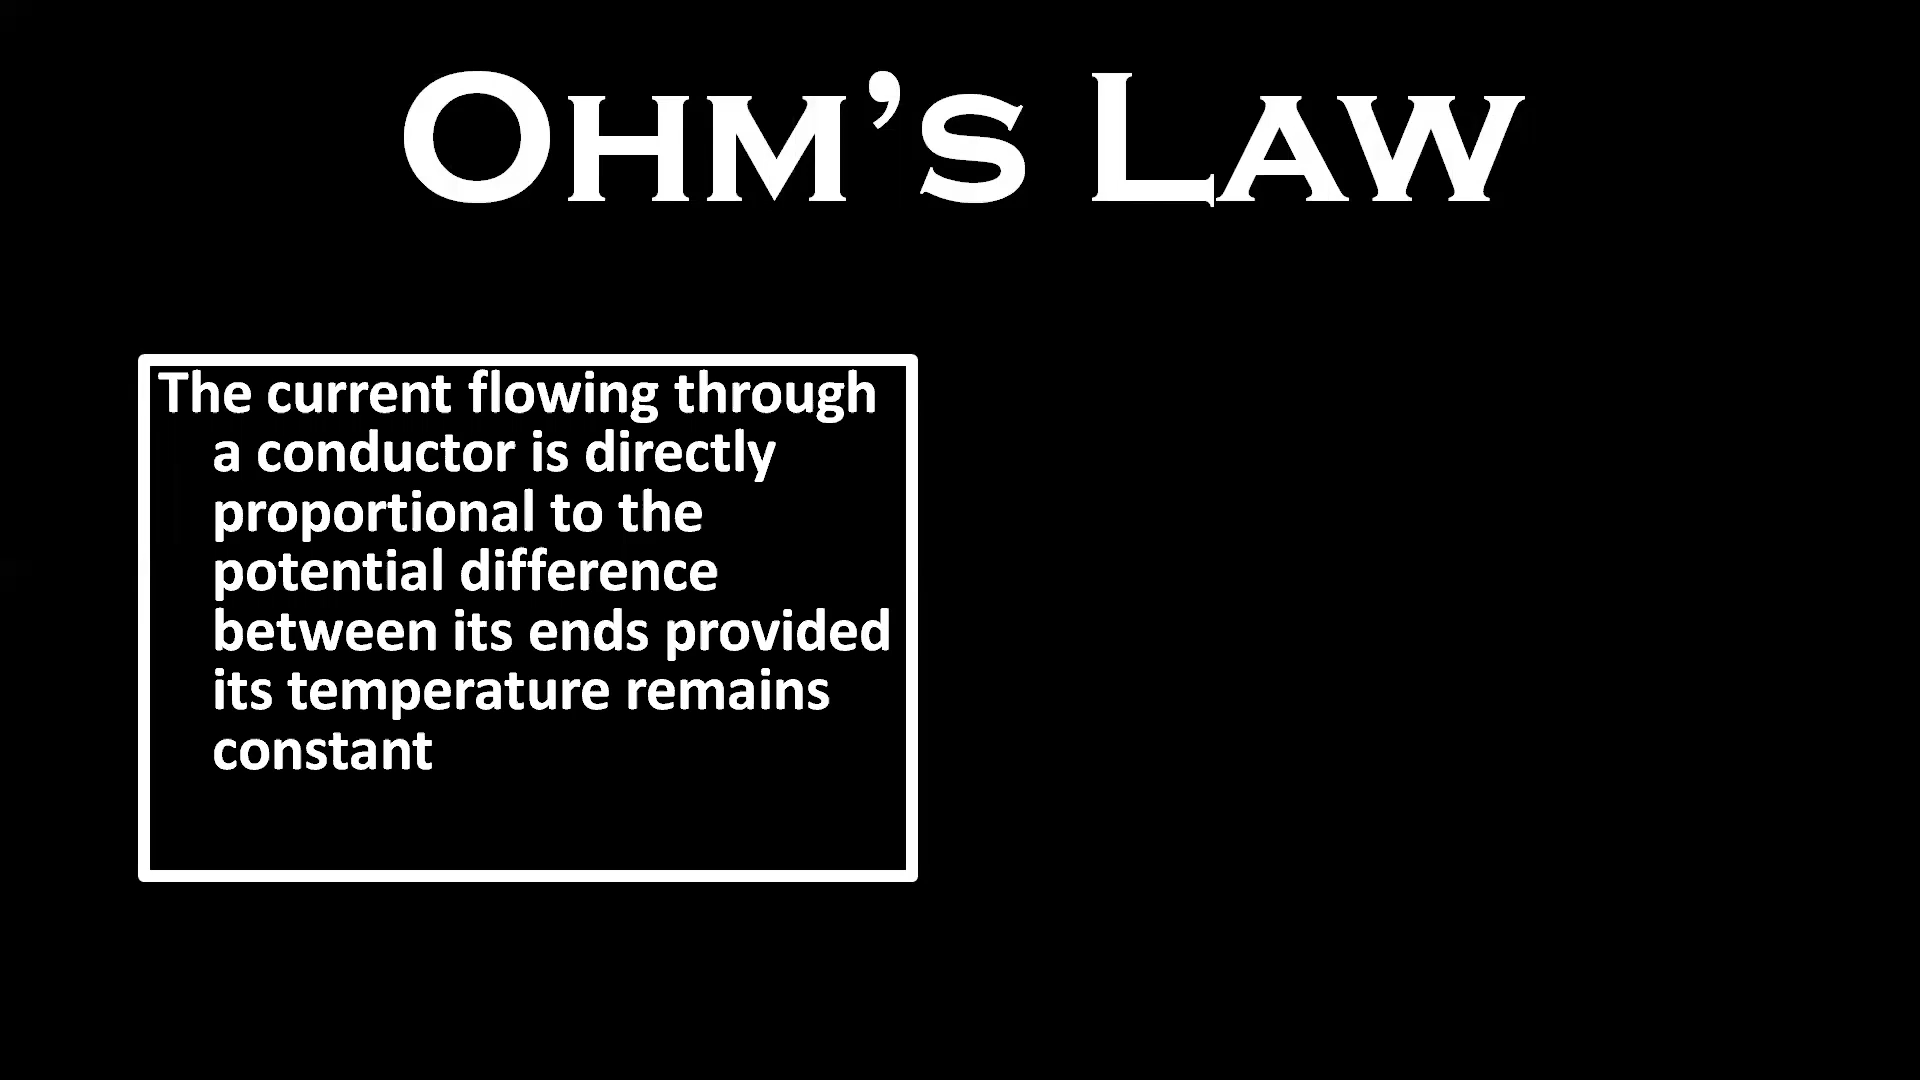 Ohm’s Law
The current flowing through
a conductor is directly
proportional to the
potential difference
between its ends provided
its temperature remains
constant